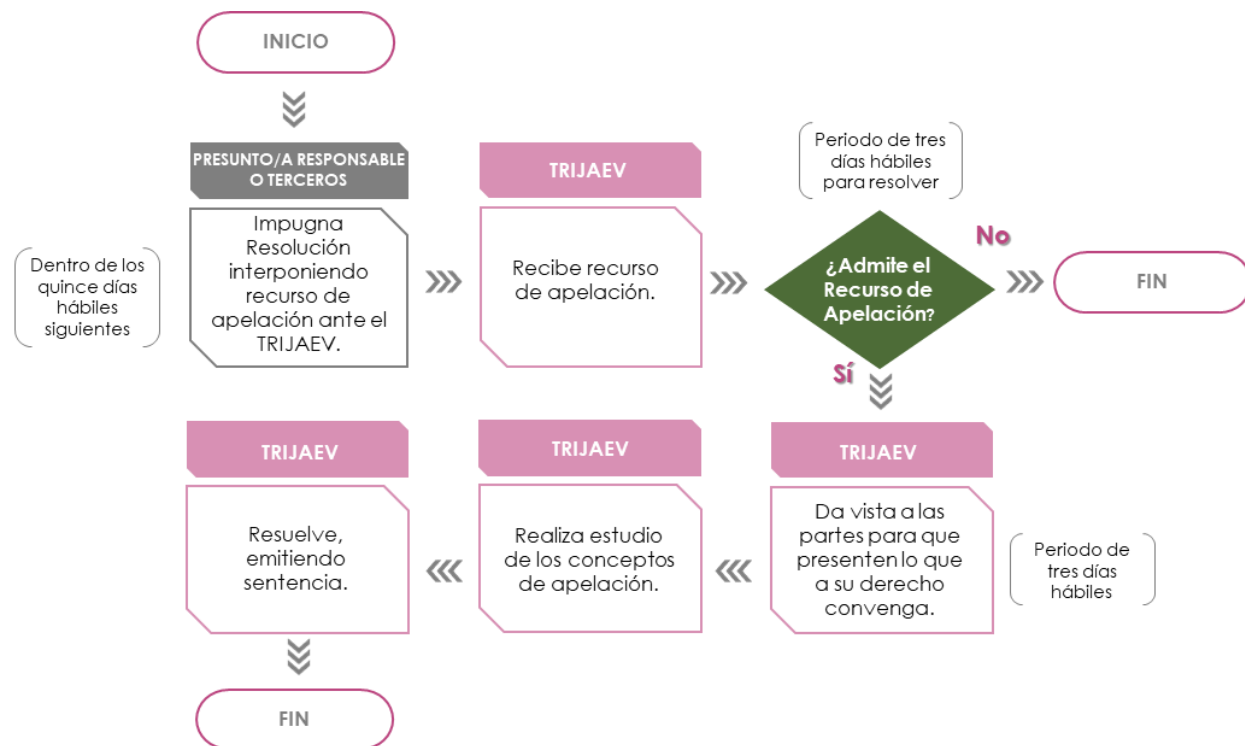 INICIO
PRESUNTO/A RESPONSABLE
O TERCEROS
Dentro de los
quince días
hábiles
siguientes
Impugna
Resolución
interponiendo
recurso de
apelación ante el
TRIJAEV.
TRIJAEV
Recibe recurso
de apelación.
Periodo de tres
días hábiles
para resolver
¿Admite el
Recurso de
Apelación?
No
FIN
Sí
TRIJAEV
Da vista a las
partes para que
presenten lo que
a su derecho
convenga.
Periodo de
tres días
hábiles
TRIJAEV
Realiza estudio
de los conceptos
de apelación.
TRIJAEV
Resuelve,
emitiendo
sentencia.
FIN